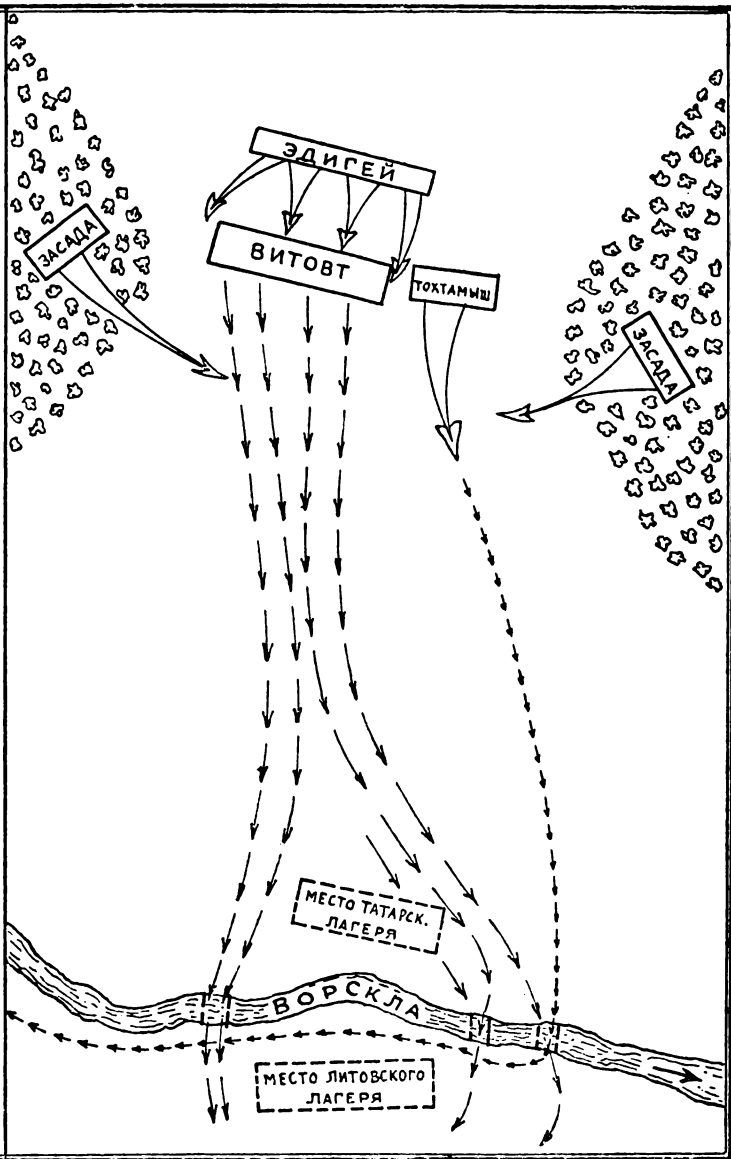 ЭДИГЕЙ
ЗАСАДА
ВИТОВТ
ТОХТАМЫШ
ЗАСАДА
МЕСТО ТАТАРСК.
ЛАГЕРЯ
ВОРСКЛА
МЕСТО ЛИТОВСКОГО
ЛАГЕРЯ